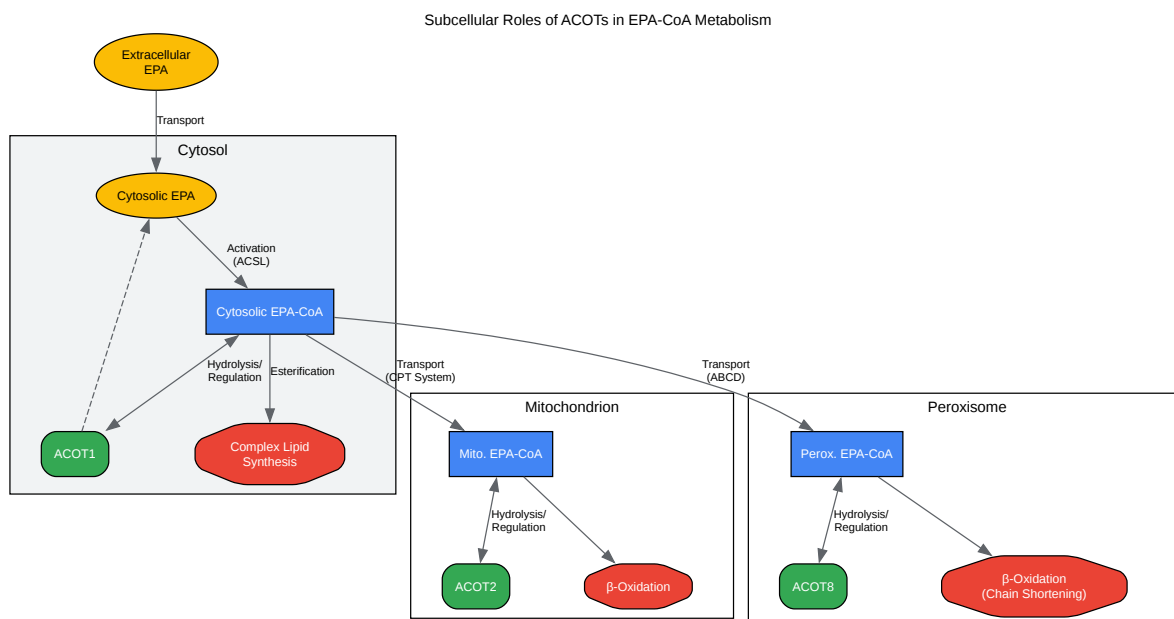 Subcellular Roles of ACOTs in EPA-CoA Metabolism
Extracellular
EPA
Transport
Cytosol
Cytosolic EPA
Activation
(ACSL)
Cytosolic EPA-CoA
Hydrolysis/
Regulation
Esterification
Transport
(CPT System)
Transport
(ABCD)
ACOT1
Complex Lipid
Synthesis
Mitochondrion
Mito. EPA-CoA
Hydrolysis/
Regulation
ACOT2
β-Oxidation
Peroxisome
Perox. EPA-CoA
Hydrolysis/
Regulation
ACOT8
β-Oxidation
(Chain Shortening)